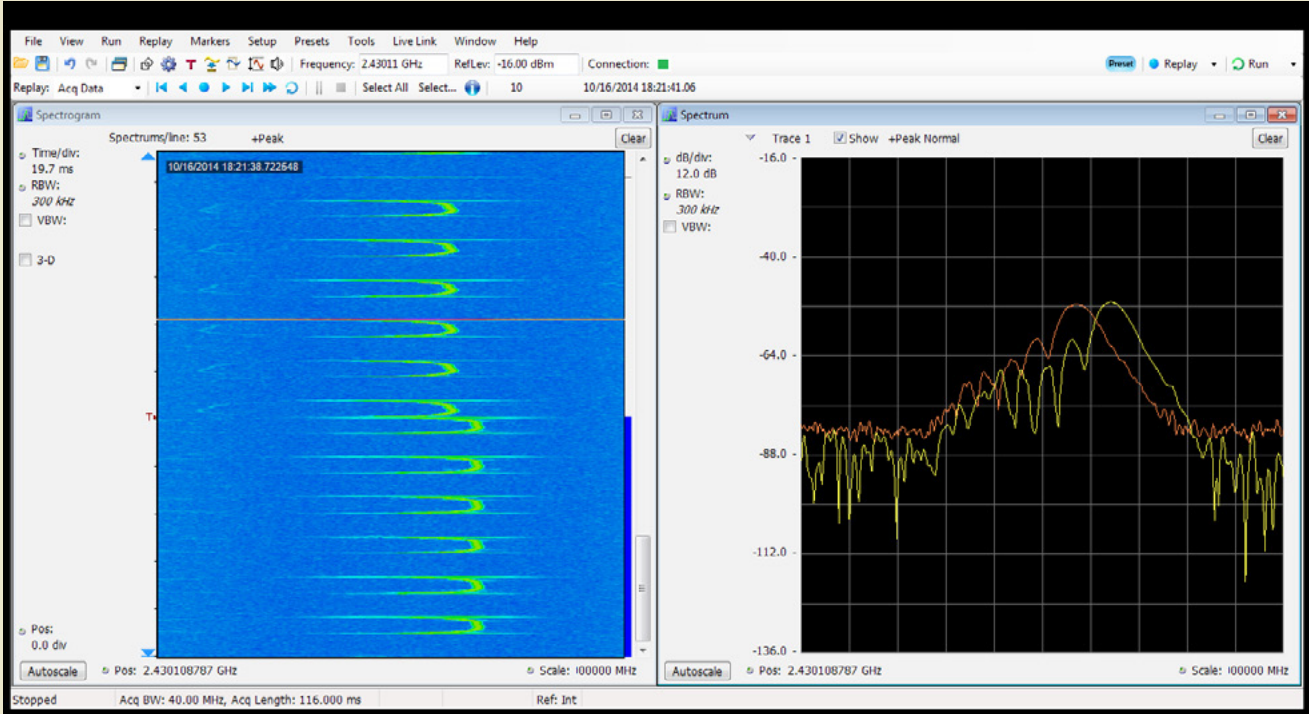 File View Run Replay Markers Setup Presets Tools Live Link Window Help
T Frequency: 2.43011 GHz RefLev: -16.00 dBm Connection: Preset Replay Run
Replay: Acq Data Select All Select... 10 10/16/2014 18:21:41.06
Spectrogram
Spectrums/line: 53 +Peak Clear
Time/div:
19.7 ms
RBW:
300 kHz
VBW:
3-D
10/16/2014 18:21:38.722648
T
Pos:
0.0 div
Autoscale Pos: 2.430108787 GHz Scale: 00000 MHz
Spectrum
Trace 1 Show +Peak Normal Clear
dB/div:
12.0 dB
RBW:
300 kHz
VBW:
-16.0 -
-40.0 -
-64.0 -
-88.0 -
-112.0 -
-136.0 -
Autoscale Pos: 2.430108787 GHz Scale: 00000 MHz
Stopped Acq BW: 40.00 MHz, Acq Length: 116.000 ms Ref: Int